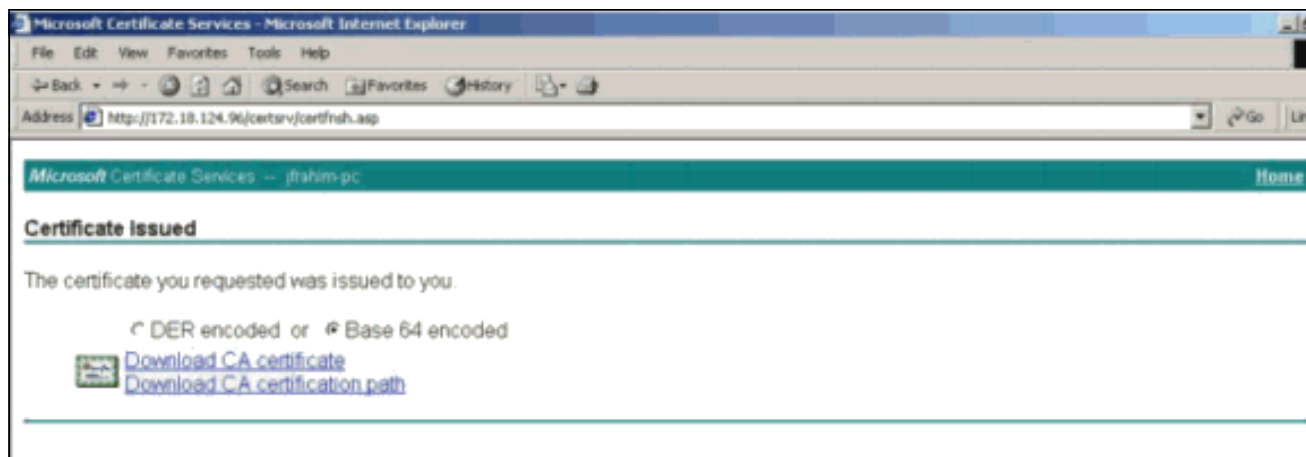 Microsoft Certificate Services - Microsoft Internet Explorer
File Edit View Favorites Tools Help
Back Search Favorites History
Address http://172.18.124.96/certsrv/certfnsh.asp Go
Microsoft Certificate Services -- jfrahim-pc Home
Certificate Issued
The certificate you requested was issued to you.
DER encoded or Base 64 encoded
Download CA certificate
Download CA certification path